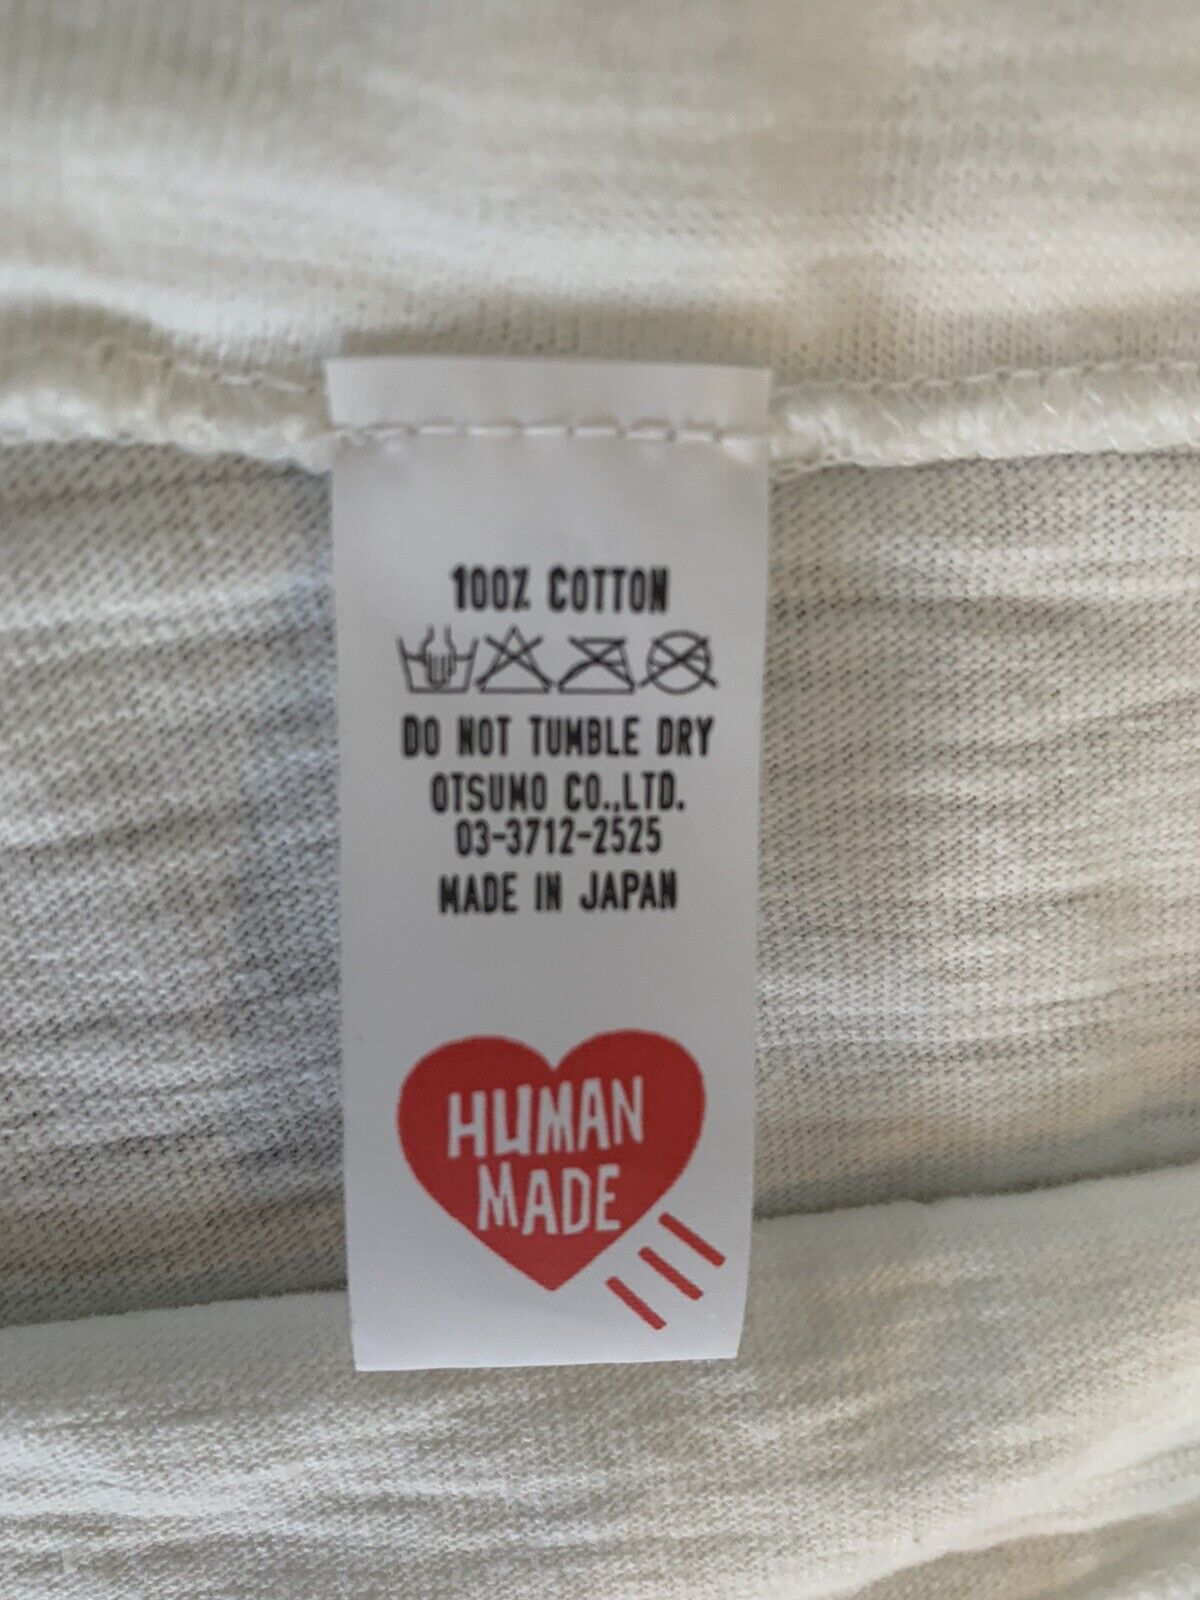 100% COTTON
DO NOT TUMBLE DRY
OTSUMO CO.,LTD.
03-3712-2525
MADE IN JAPAN
HUMAN
MADE